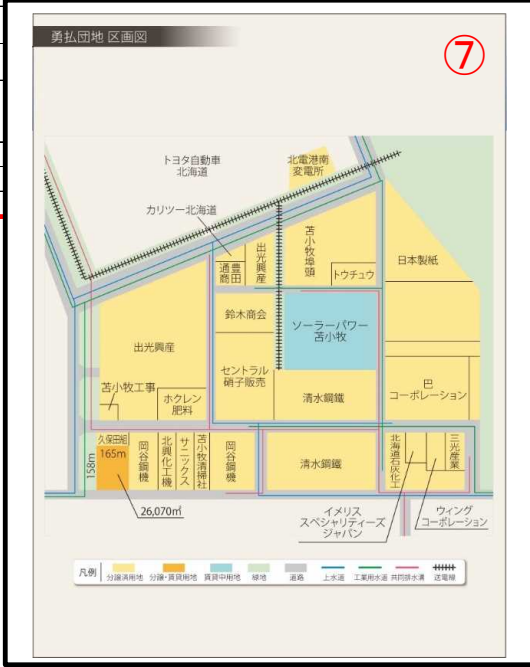 勇払団地 区画図
⑦
トヨタ自動車
北海道
北電港南
変電所
カリツー北海道
豊田
通商
出光興産
苫小牧埠頭
トウチュウ
日本製紙
鈴木商会
ソーラーパワー
苫小牧
出光興産
セントラル
硝子販売
清水鋼鐵
巴
コーポレーション
苫小牧工事
ホクレン
肥料
久保田組
165m
158m
岡谷鋼機
北興化工機
サニックス
苫小牧清掃社
岡谷鋼機
清水鋼鐵
北海道石灰化工
三光産業
26,070㎡
イメリス
スペシャリティーズ
ジャパン
ウィング
コーポレーション
凡例
分譲済用地
分譲・賃貸用地
賃貸中用地
緑地
道路
上水道
工業用水道
共同排水溝
送電線